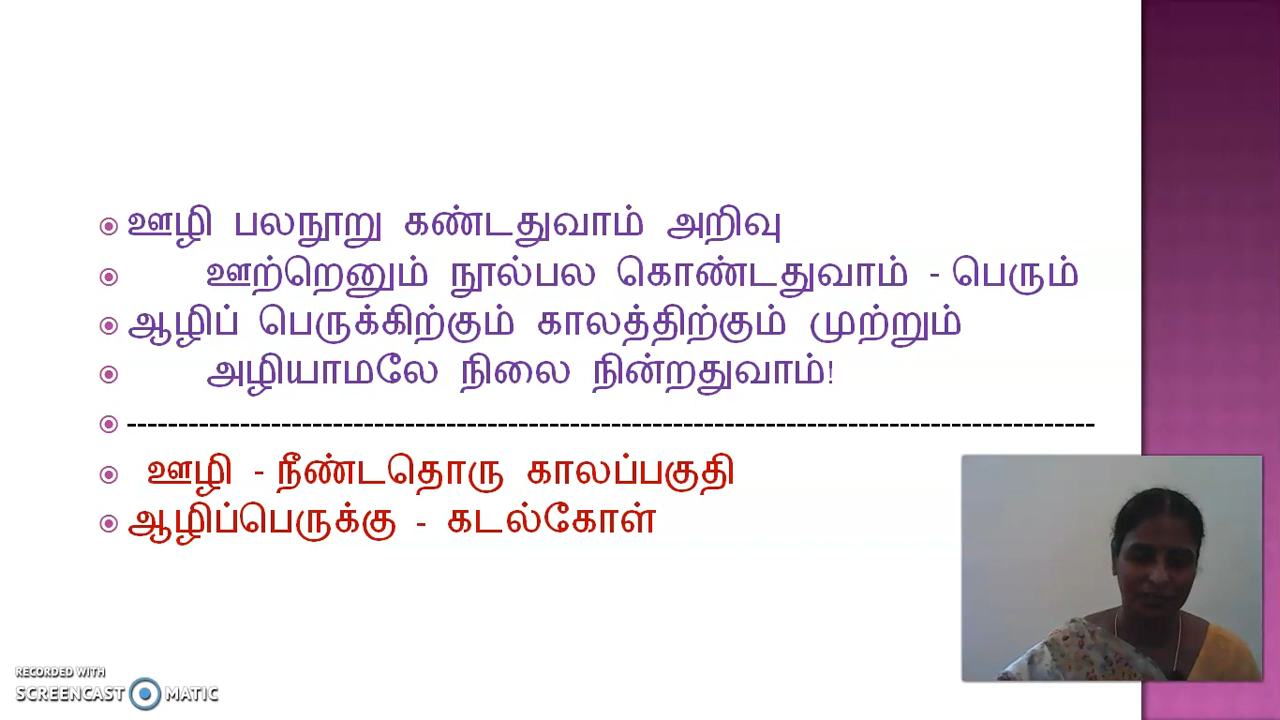 ஊழி பலநூறு கண்டதுவாம் அறிவு
ஊற்றெனும் நூல்பல கொண்டதுவாம் - பெரும்
ஆழிப் பெருக்கிற்கும் காலத்திற்கும் முற்றும்
அழியாமலே நிலை நின்றதுவாம்!
--------------------------------------------------------------------------------------------
ஊழி - நீண்டதொரு காலப்பகுதி
ஆழிப்பெருக்கு - கடல்கோள்
RECORDED WITH
SCREENCAST MATIC